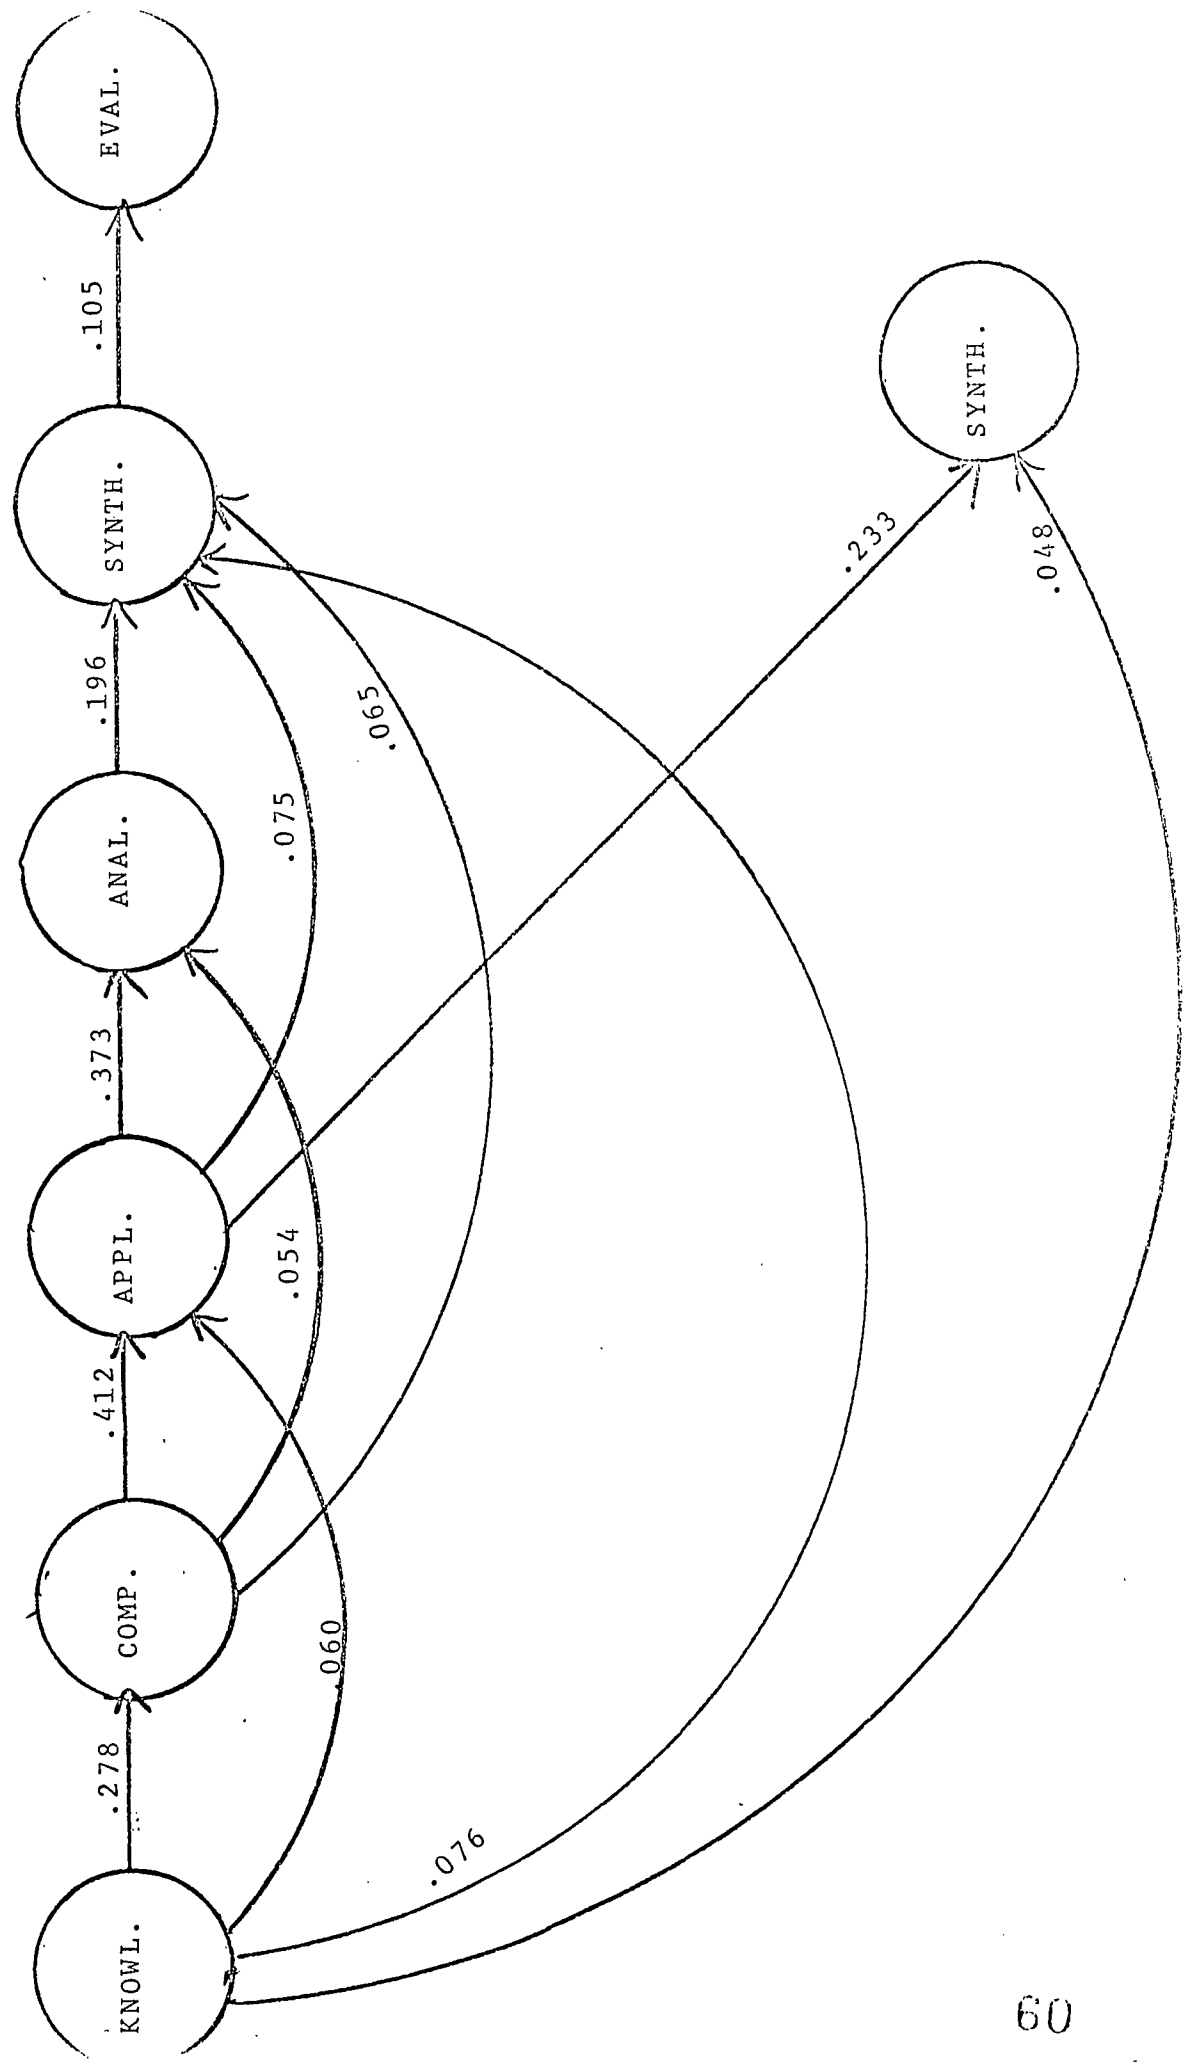 KNOWL.
.278
COMP.
.412
APPL.
.373
ANAL.
.196
SYNTH.
.105
EVAL.
.060
.054
.075
.065
.076
.233
.048
SYNTH.
60